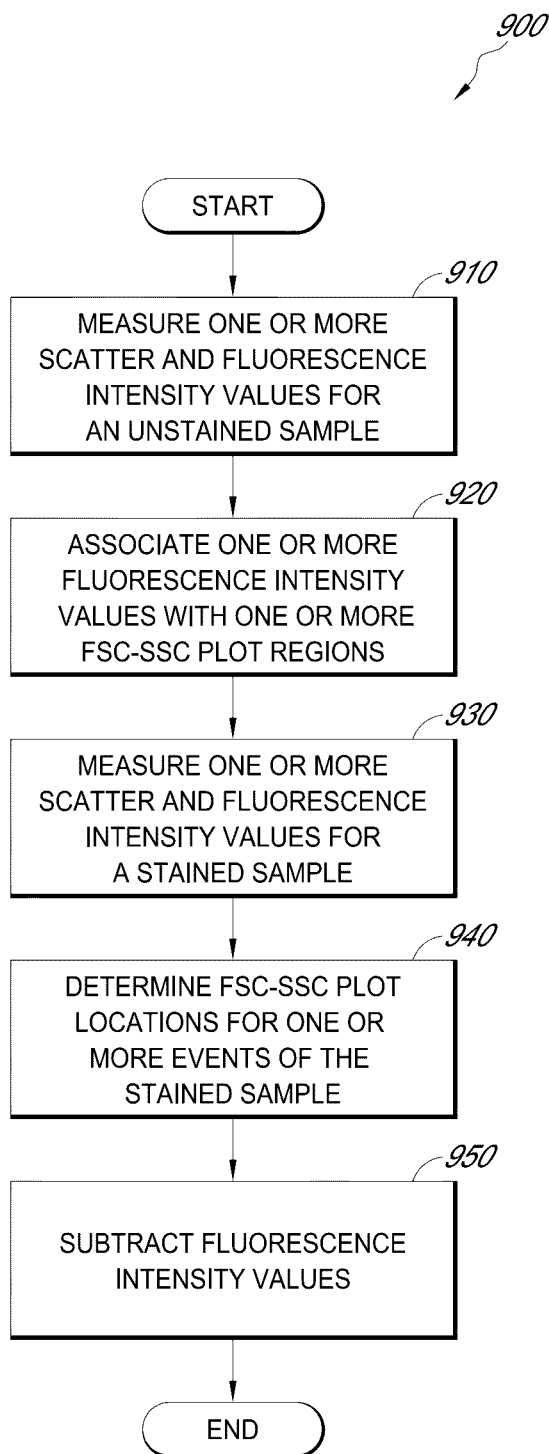 900
START
910
MEASURE ONE OR MORE
SCATTER AND FLUORESCENCE
INTENSITY VALUES FOR
AN UNSTAINED SAMPLE
920
ASSOCIATE ONE OR MORE
FLUORESCENCE INTENSITY
VALUES WITH ONE OR MORE
FSC-SSC PLOT REGIONS
930
MEASURE ONE OR MORE
SCATTER AND FLUORESCENCE
INTENSITY VALUES FOR
A STAINED SAMPLE
940
DETERMINE FSC-SSC PLOT
LOCATIONS FOR ONE OR
MORE EVENTS OF THE
STAINED SAMPLE
950
SUBTRACT FLUORESCENCE
INTENSITY VALUES
END